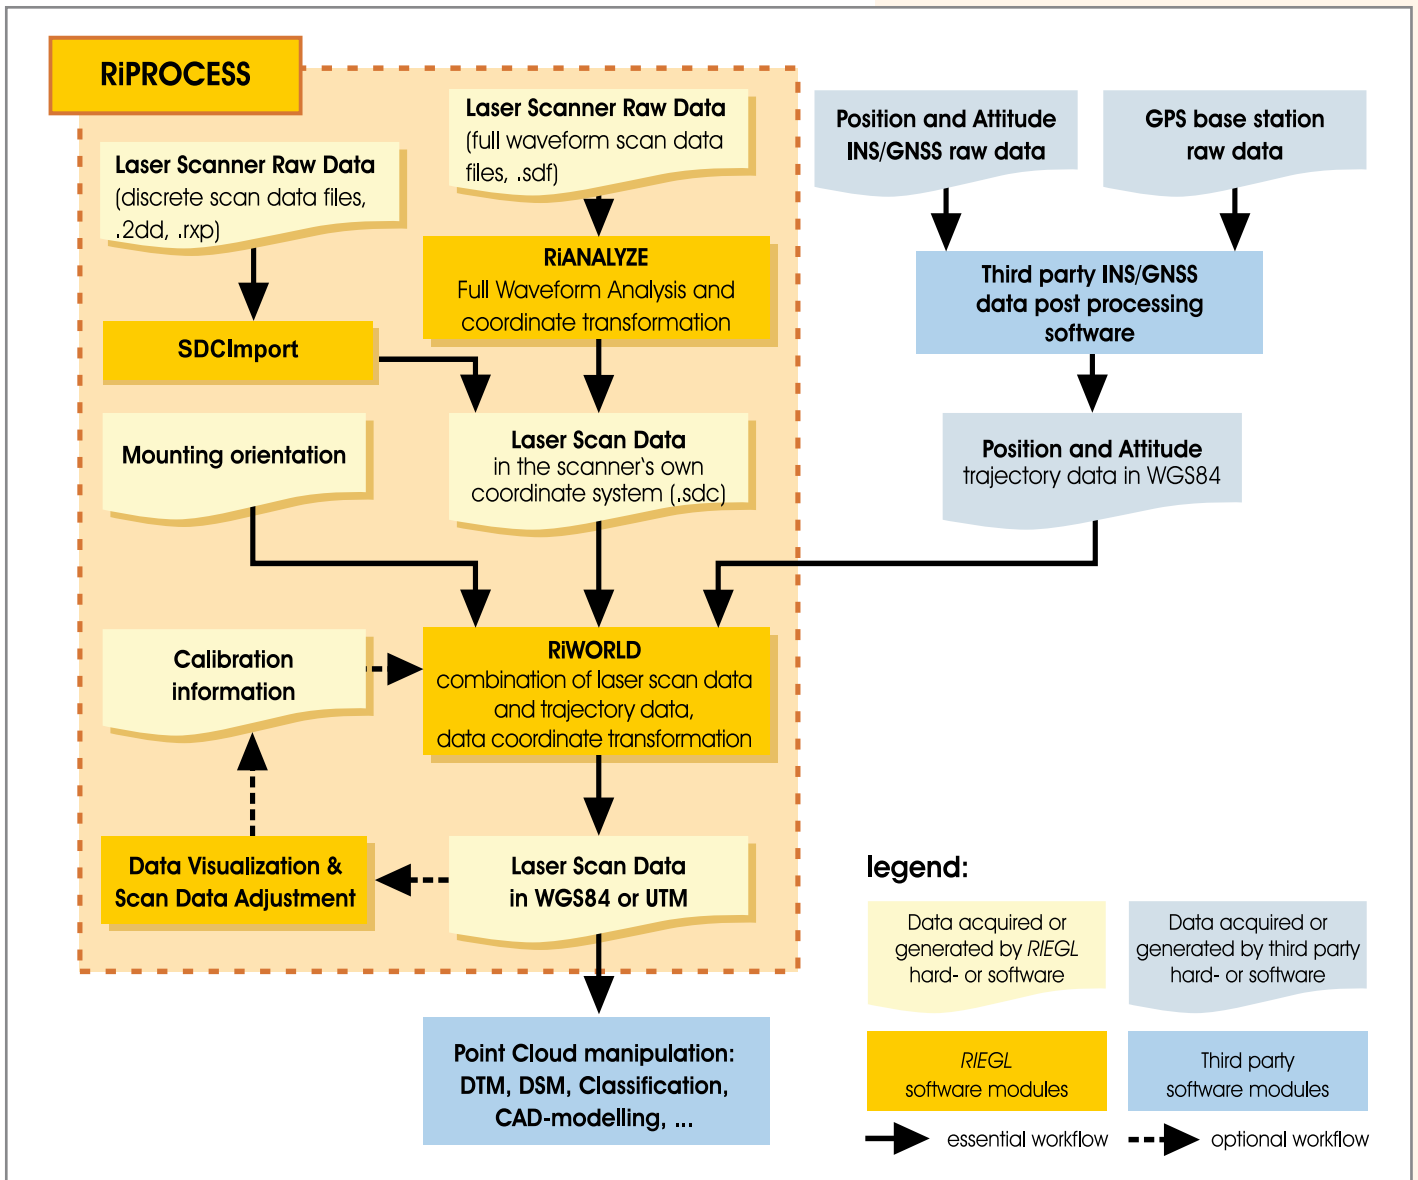 RiPROCESS
Laser Scanner Raw Data
(discrete scan data files,
.2dd, .rxp)
Laser Scanner Raw Data
(full waveform scan data
files, .sdf)
Position and Attitude
INS/GNSS raw data
GPS base station
raw data
RiANALYZE
Full Waveform Analysis and
coordinate transformation
Third party INS/GNSS
data post processing
software
SDCImport
Mounting orientation
Laser Scan Data
in the scanner‘s own
coordinate system (.sdc)
Position and Attitude
trajectory data in WGS84
Calibration
information
RiWORLD
combination of laser scan data
and trajectory data,
data coordinate transformation
Data Visualization &
Scan Data Adjustment
Laser Scan Data
in WGS84 or UTM
Point Cloud manipulation:
DTM, DSM, Classification,
CAD-modelling, ...
legend:
Data acquired or
generated by RIEGL
hard- or software
Data acquired or
generated by third party
hard- or software
RIEGL
software modules
Third party
software modules
essential workflow
optional workflow